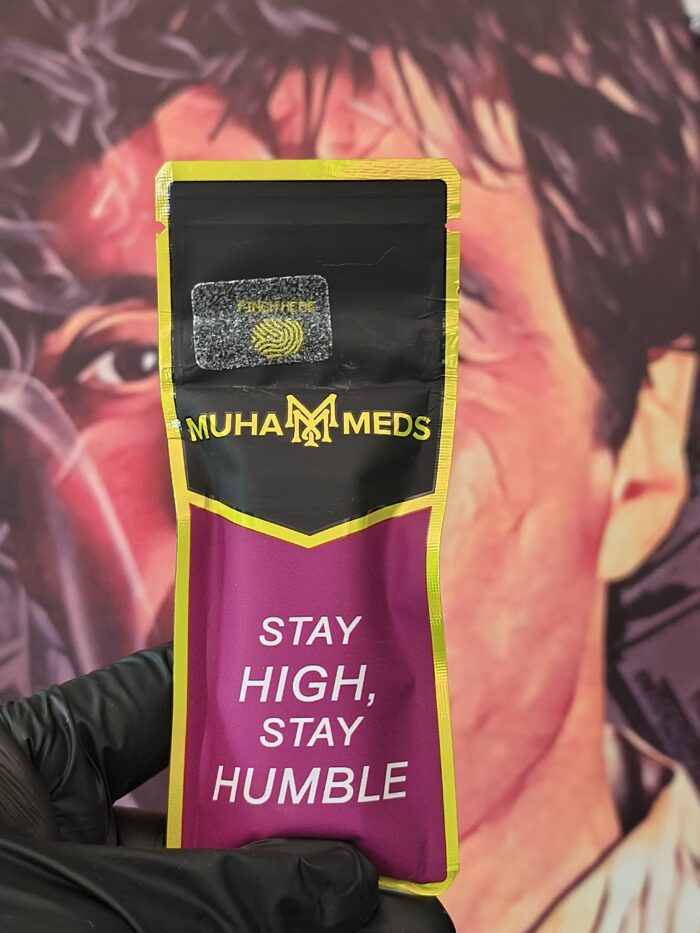 PINCH HERE
MUHA M MEDS
STAY
HIGH,
STAY
HUMBLE